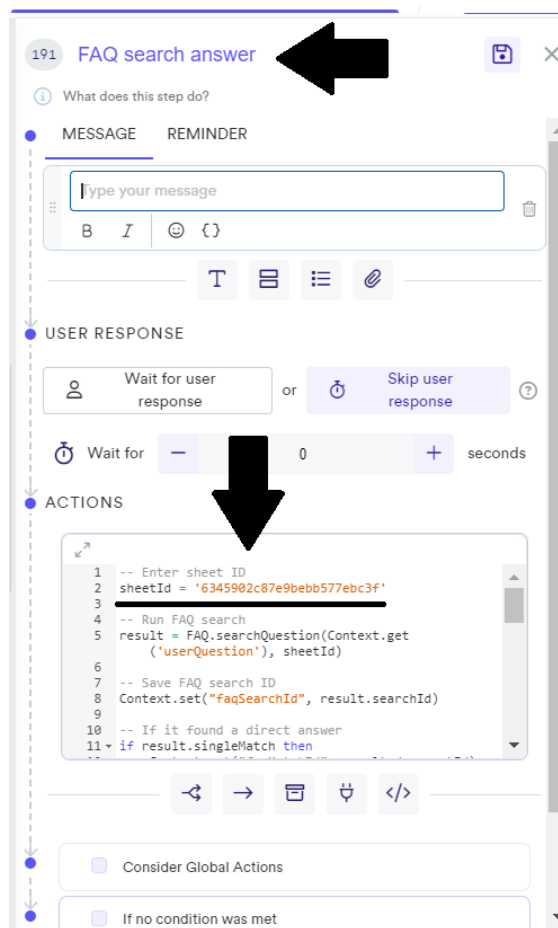 191 FAQ search answer
What does this step do?
MESSAGE REMINDER
Type your message
B I {}
T
USER RESPONSE
Wait for user
response
or
Skip user
response
?
Wait for − 0 + seconds
ACTIONS
1 -- Enter sheet ID
2 sheetId = '6345902c87e9bebb577ebc3f'
3
4 -- Run FAQ search
5 result = FAQ.searchQuestion(Context.get
('userQuestion'), sheetId)
6
7 -- Save FAQ search ID
8 Context.set("faqSearchId", result.searchId)
9
10 -- If it found a direct answer
11 if result.singleMatch then
</>
Consider Global Actions
If no condition was met